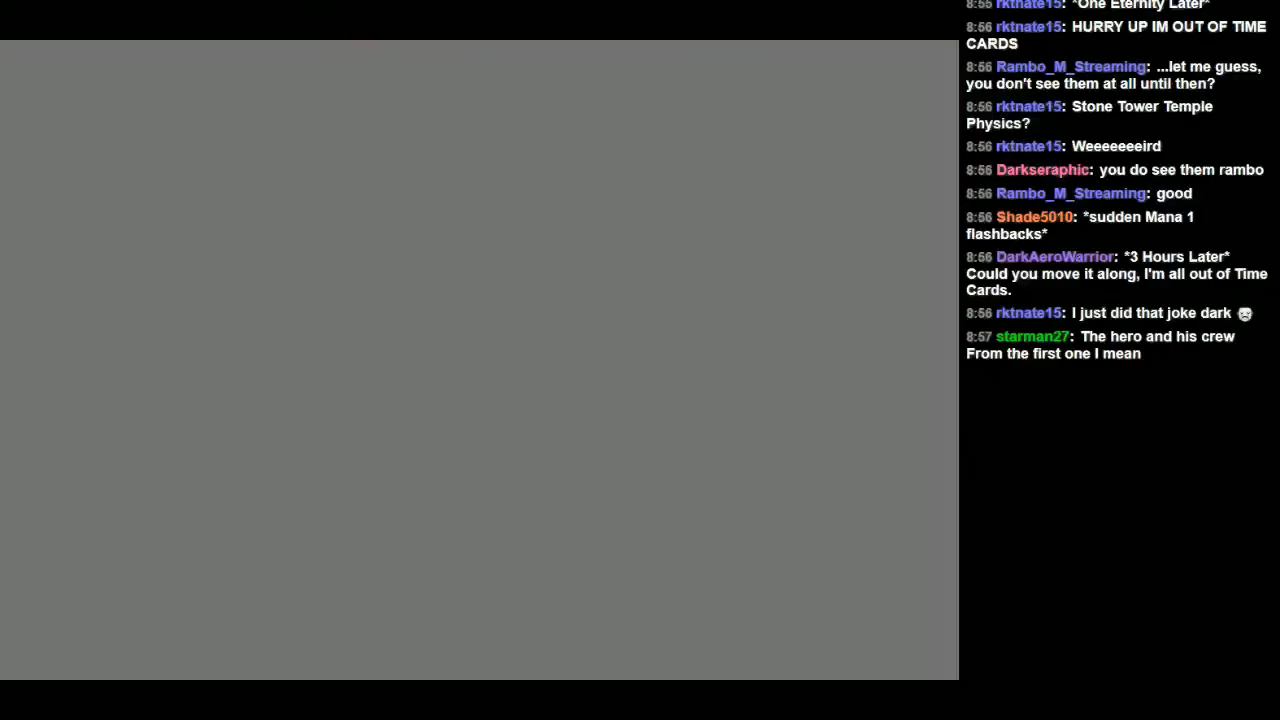 8:55 rktnate15: *One Eternity Later*
8:56 rktnate15: HURRY UP IM OUT OF TIME
CARDS
8:56 Rambo_M_Streaming: ...let me guess,
you don't see them at all until then?
8:56 rktnate15: Stone Tower Temple
Physics?
8:56 rktnate15: Weeeeeeeird
8:56 Darkseraphic: you do see them rambo
8:56 Rambo_M_Streaming: good
8:56 Shade5010: *sudden Mana 1
flashbacks*
8:56 DarkAeroWarrior: *3 Hours Later*
Could you move it along, I'm all out of Time
Cards.
8:56 rktnate15: I just did that joke dark
8:57 starman27: The hero and his crew
From the first one I mean